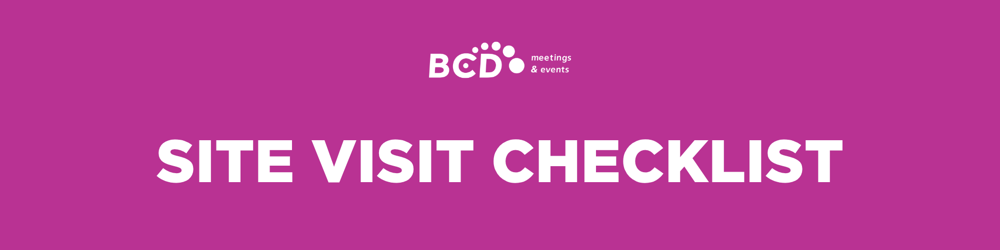 BCD meetings
& events
SITE VISIT CHECKLIST